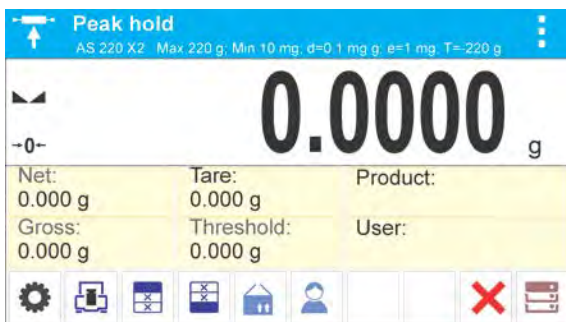 Peak hold
AS 220 X2 Max 220 g; Min 10 mg; d=0.1 mg g; e=1 mg. T=-220 g
→0←
0.0000 g
Net: Tare: Product:
0.000 g 0.000 g
Gross: Threshold: User:
0.000 g 0.000 g